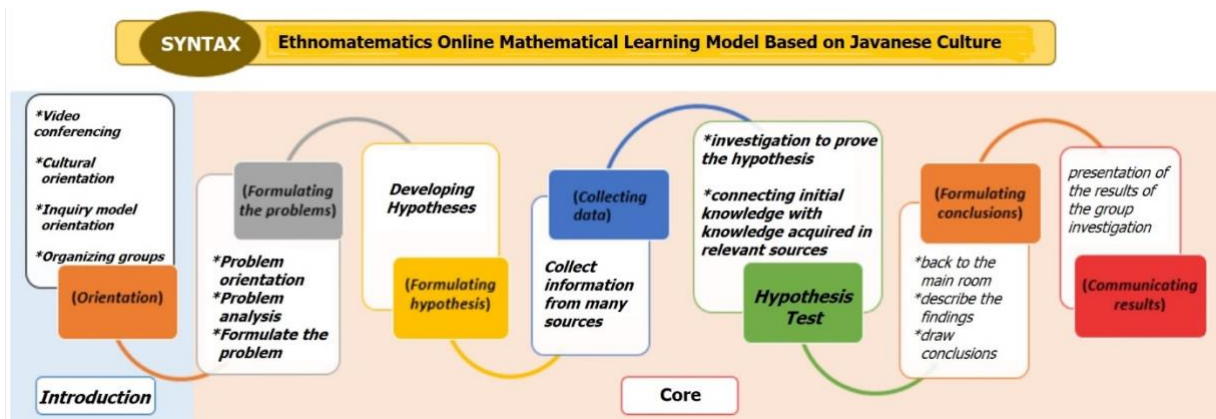 SYNTAX
Ethnomatematics Online Mathematical Learning Model Based on Javanese Culture
*Video
conferencing
*Cultural
orientation
*Inquiry model
orientation
*Organizing groups
(Orientation)
Introduction
(Formulating
the problems)
*Problem
orientation
*Problem
analysis
*Formulate the
problem
Developing
Hypotheses
(Formulating
hypothesis)
(Collecting
data)
Collect
information
from many
sources
*investigation to prove
the hypothesis
*connecting initial
knowledge with
knowledge acquired in
relevant sources
Hypothesis
Test
(Formulating
conclusions)
*back to the
main room
*describe the
findings
*draw
conclusions
presentation of
the results of
the group
investigation
(Communicating
results)
Core